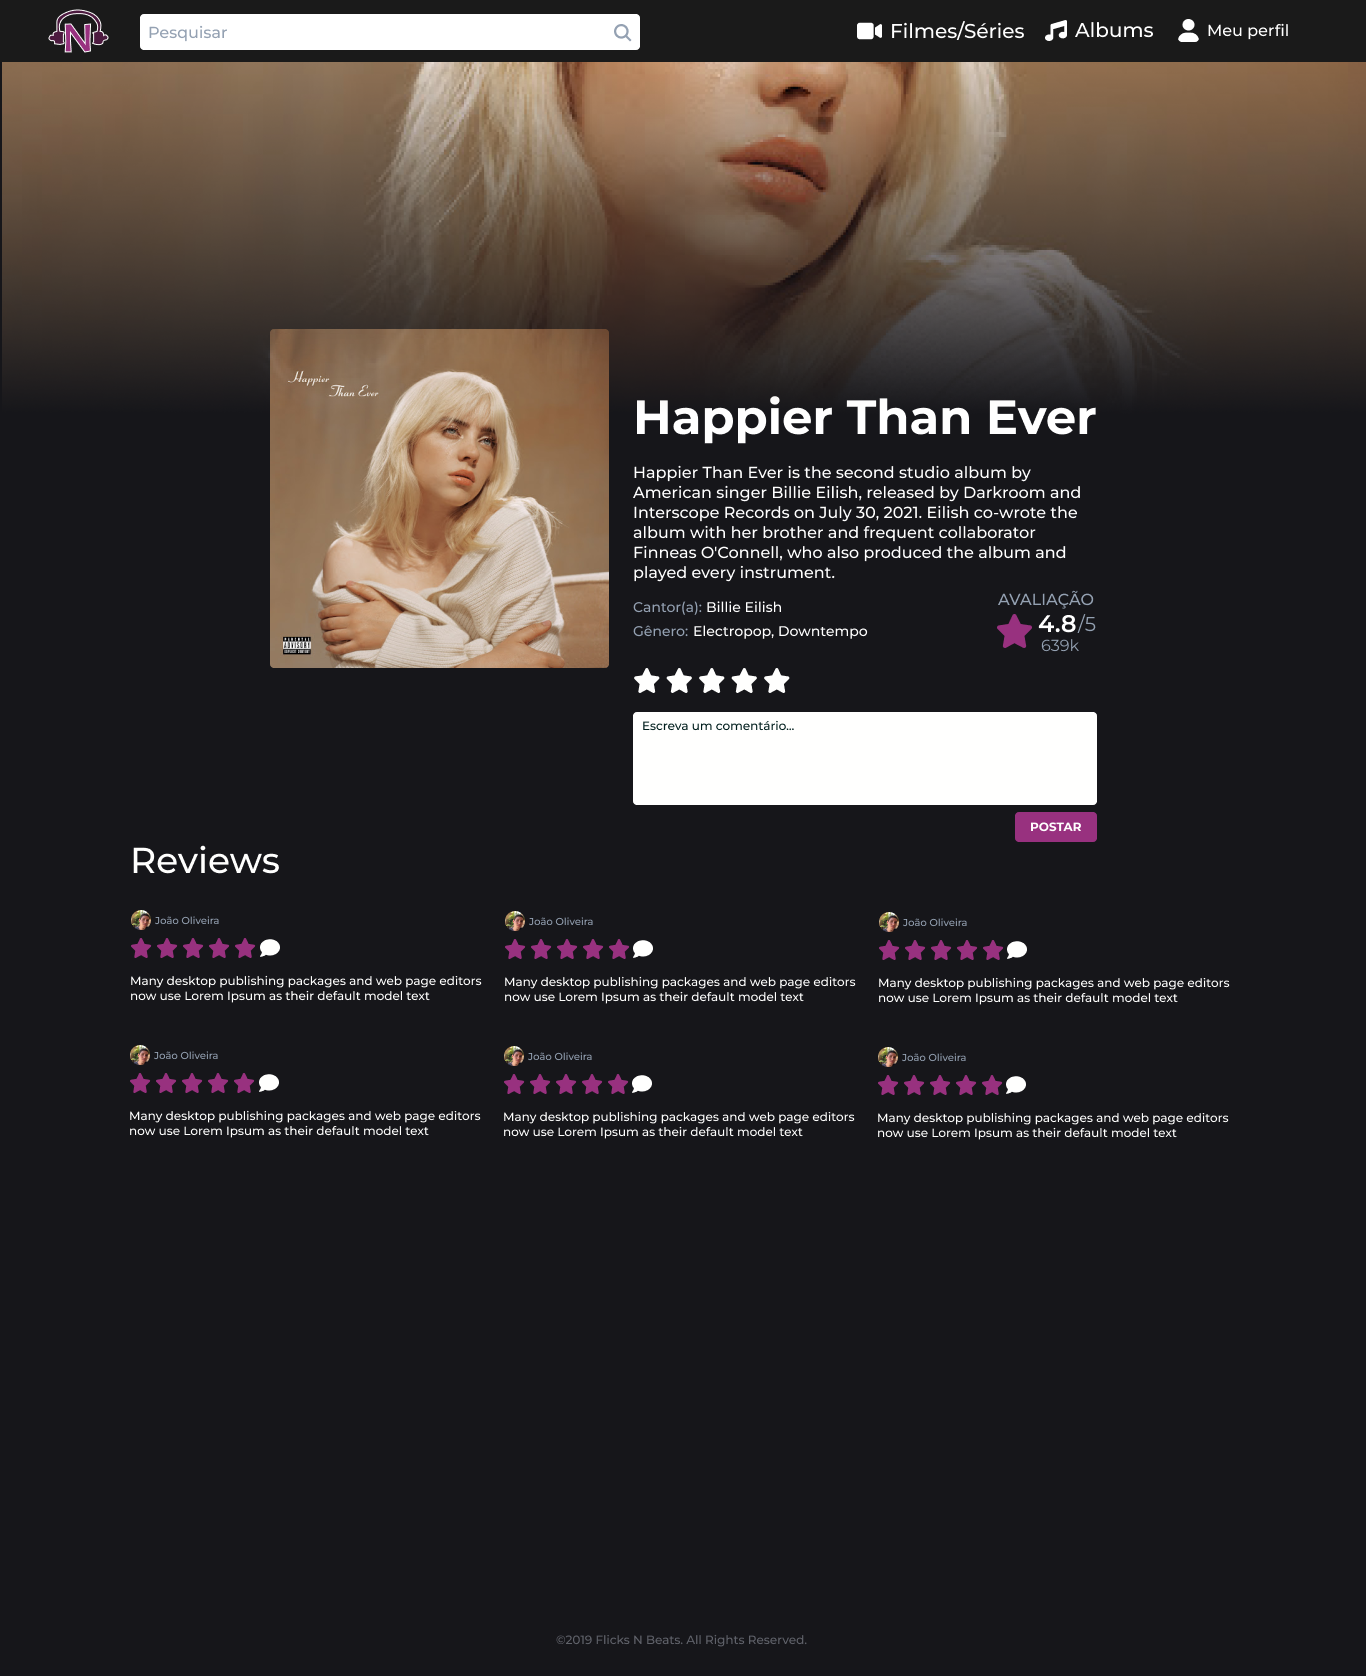 N
Pesquisar
Filmes/Séries
Albums
Meu perfil
Happier
Than Ever
PARENTAL
ADVISORY
EXPLICIT CONTENT
Happier Than Ever
Happier Than Ever is the second studio album by
American singer Billie Eilish, released by Darkroom and
Interscope Records on July 30, 2021. Eilish co-wrote the
album with her brother and frequent collaborator
Finneas O'Connell, who also produced the album and
played every instrument.
Cantor(a): Billie Eilish
Gênero: Electropop, Downtempo
AVALIAÇÃO
4.8/5
639k
Escreva um comentário...
POSTAR
Reviews
João Oliveira
Many desktop publishing packages and web page editors
now use Lorem Ipsum as their default model text
João Oliveira
Many desktop publishing packages and web page editors
now use Lorem Ipsum as their default model text
João Oliveira
Many desktop publishing packages and web page editors
now use Lorem Ipsum as their default model text
João Oliveira
Many desktop publishing packages and web page editors
now use Lorem Ipsum as their default model text
João Oliveira
Many desktop publishing packages and web page editors
now use Lorem Ipsum as their default model text
João Oliveira
Many desktop publishing packages and web page editors
now use Lorem Ipsum as their default model text
©2019 Flicks N Beats. All Rights Reserved.